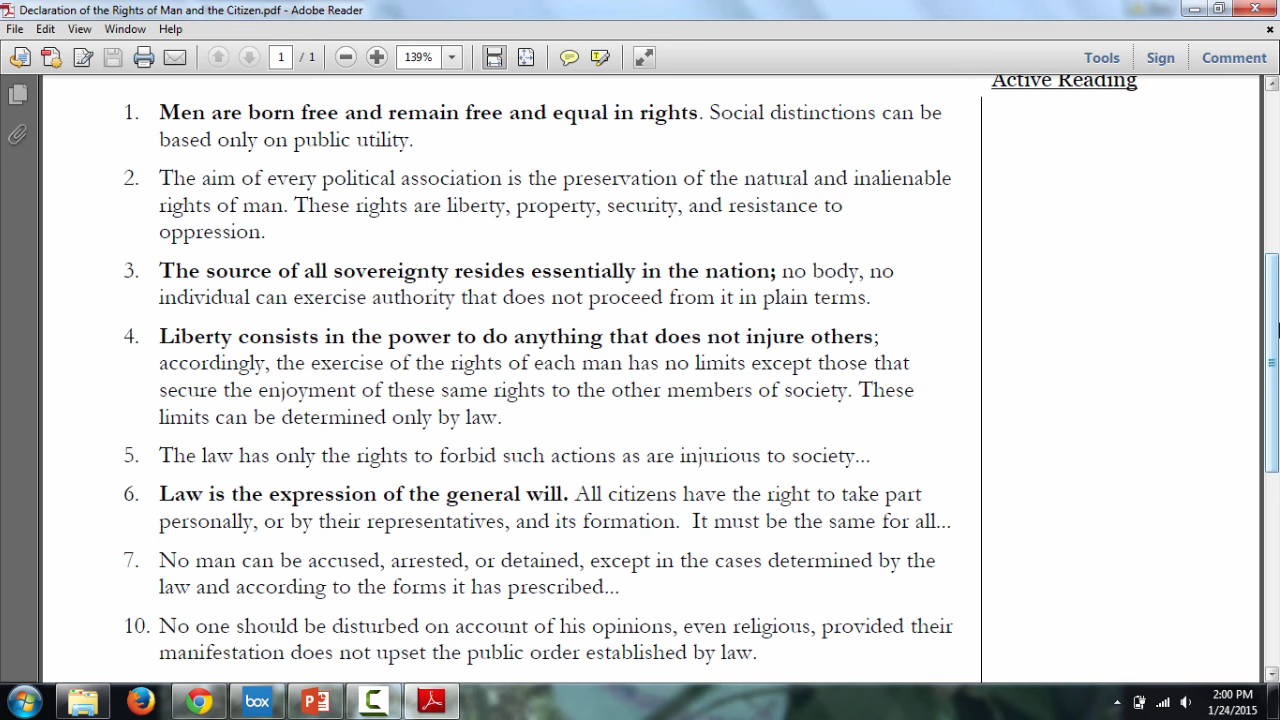 Declaration of the Rights of Man and the Citizen.pdf - Adobe Reader
File Edit View Window Help
1 / 1 139% Tools Sign Comment
Active Reading
1. Men are born free and remain free and equal in rights. Social distinctions can be
based only on public utility.
2. The aim of every political association is the preservation of the natural and inalienable
rights of man. These rights are liberty, property, security, and resistance to
oppression.
3. The source of all sovereignty resides essentially in the nation; no body, no
individual can exercise authority that does not proceed from it in plain terms.
4. Liberty consists in the power to do anything that does not injure others;
accordingly, the exercise of the rights of each man has no limits except those that
secure the enjoyment of these same rights to the other members of society. These
limits can be determined only by law.
5. The law has only the rights to forbid such actions as are injurious to society...
6. Law is the expression of the general will. All citizens have the right to take part
personally, or by their representatives, and its formation. It must be the same for all...
7. No man can be accused, arrested, or detained, except in the cases determined by the
law and according to the forms it has prescribed...
10. No one should be disturbed on account of his opinions, even religious, provided their
manifestation does not upset the public order established by law.
box
2:00 PM
1/24/2015